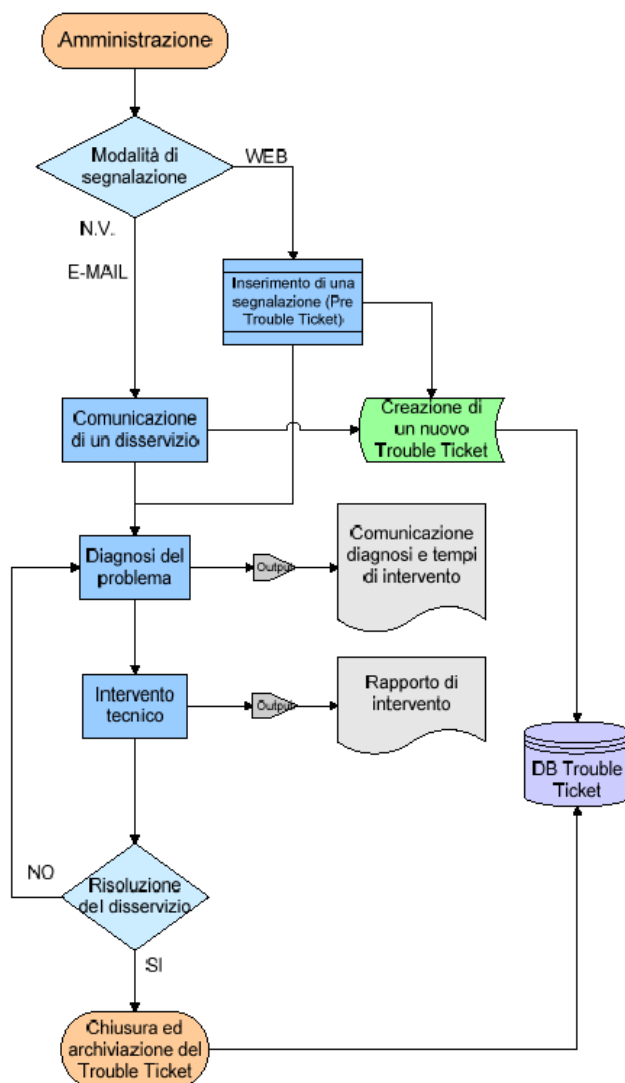 Amministrazione
Modalità di
segnalazione
WEB
N.V..
E-MAIL
Inserimento di una
segnalazione (Pre
Trouble Ticket)
Comunicazione
di un disservizio
Creazione di
un nuovo
Trouble Ticket
Diagnosi del
problema
Output
Comunicazione
diagnosi e tempi
di intervento
Intervento
tecnico
Output
Rapporto di
intervento
DB Trouble
Ticket
NO
Risoluzione
del disservizio
SI
Chiusura ed
archiviazione del
Trouble Ticket